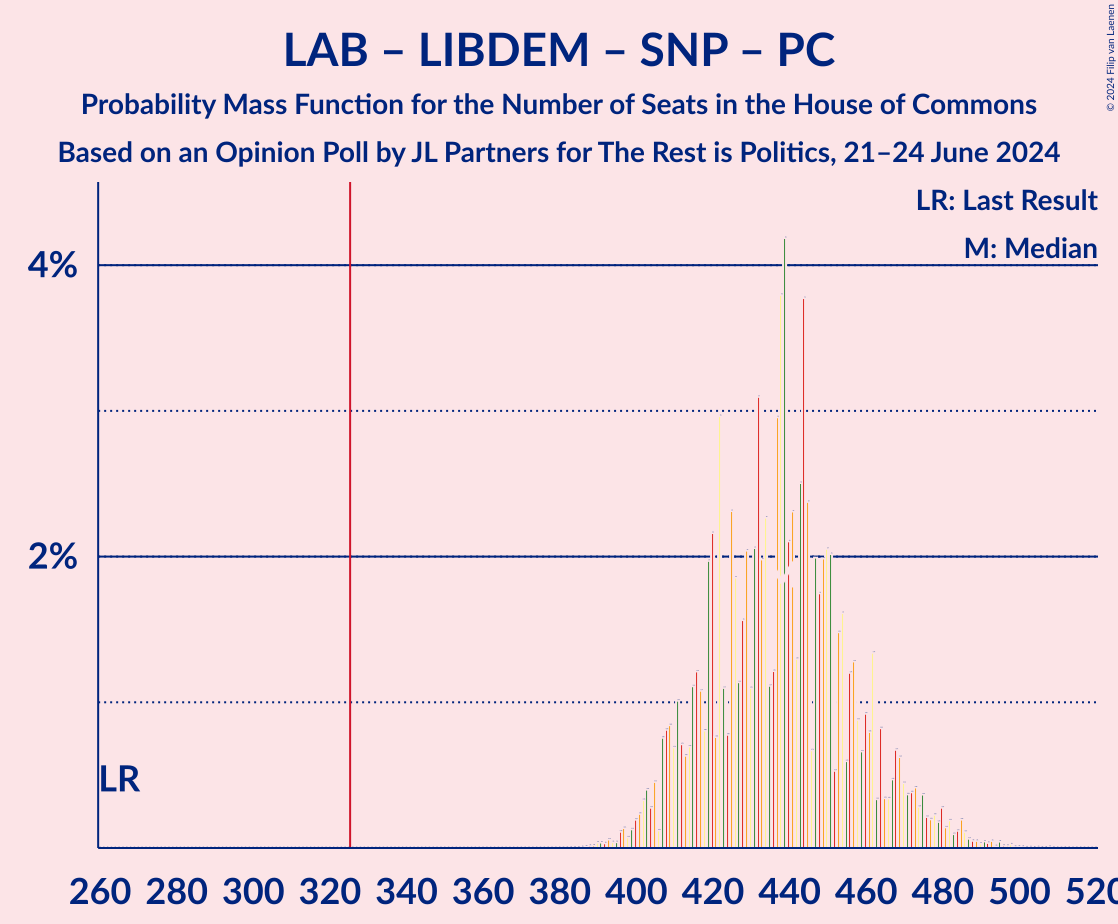 LAB – LIBDEM – SNP – PC
Probability Mass Function for the Number of Seats in the House of Commons
Based on an Opinion Poll by JL Partners for The Rest is Politics, 21–24 June 2024
© 2024 Filip van Laenen
LR: Last Result
M: Median
4%
2%
LR
260 280 300 320 340 360 380 400 420 440 460 480 500 520